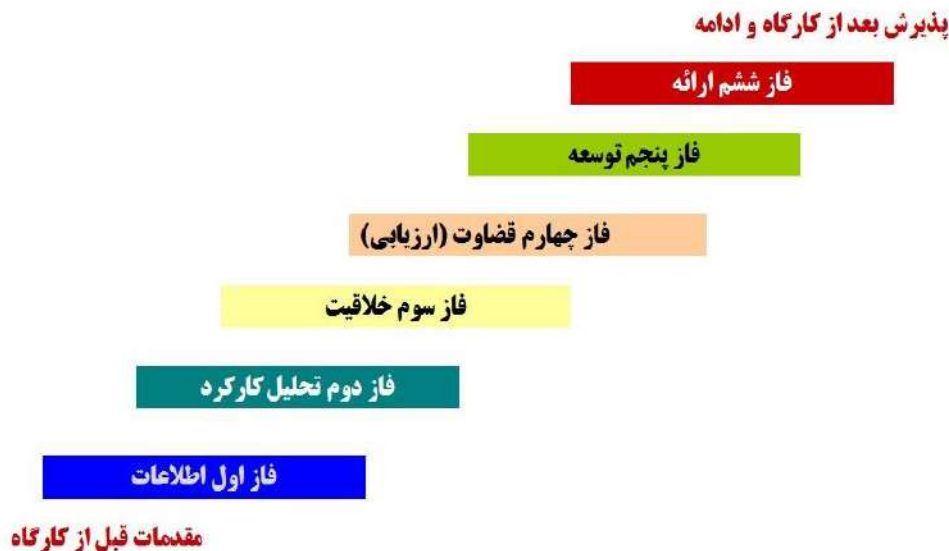 پذیرش بعد از کارگاه و ادامه
فاز ششم ارائه
فاز پنجم توسعه
فاز چهارم قضاوت (ارزیابی)
فاز سوم خلاقیت
فاز دوم تحلیل کارکرد
فاز اول اطلاعات
مقدمات قبل از کارگاه